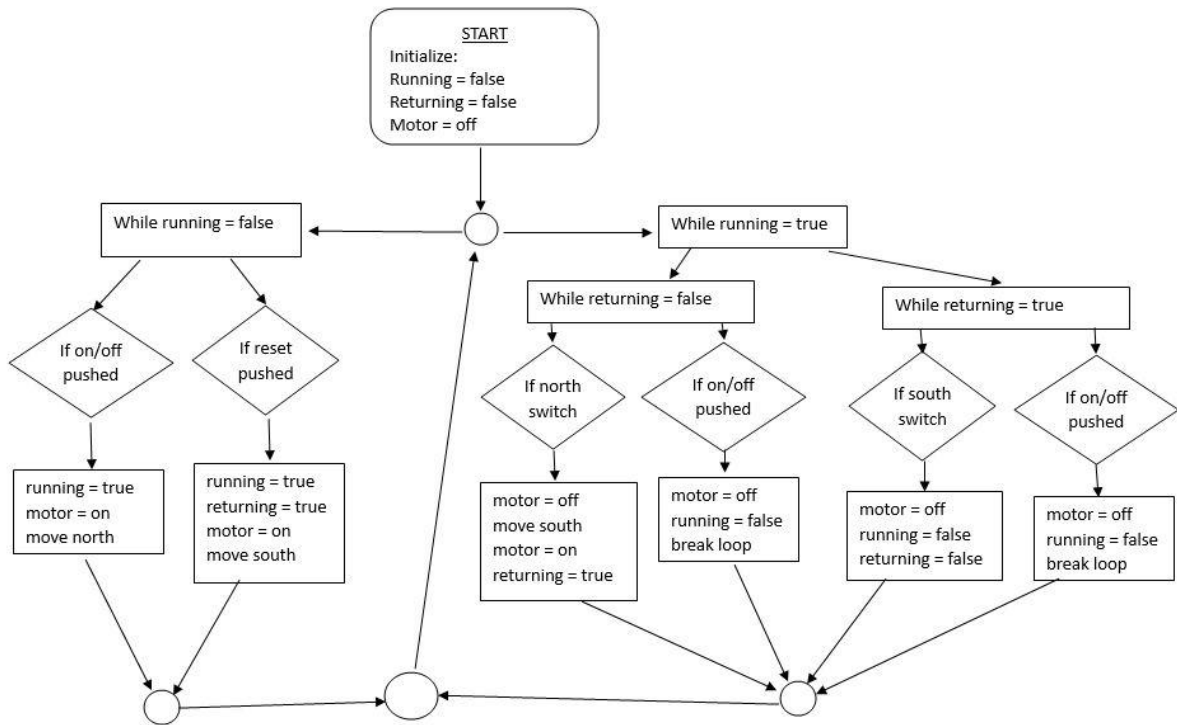 START
Initialize:
Running = false
Returning = false
Motor = off
While running = false
While running = true
While returning = false
While returning = true
If on/off
pushed
If reset
pushed
If north
switch
If on/off
pushed
If south
switch
If on/off
pushed
running = true
motor = on
move north
running = true
returning = true
motor = on
move south
motor = off
move south
motor = on
returning = true
motor = off
running = false
break loop
motor = off
running = false
returning = false
motor = off
running = false
break loop